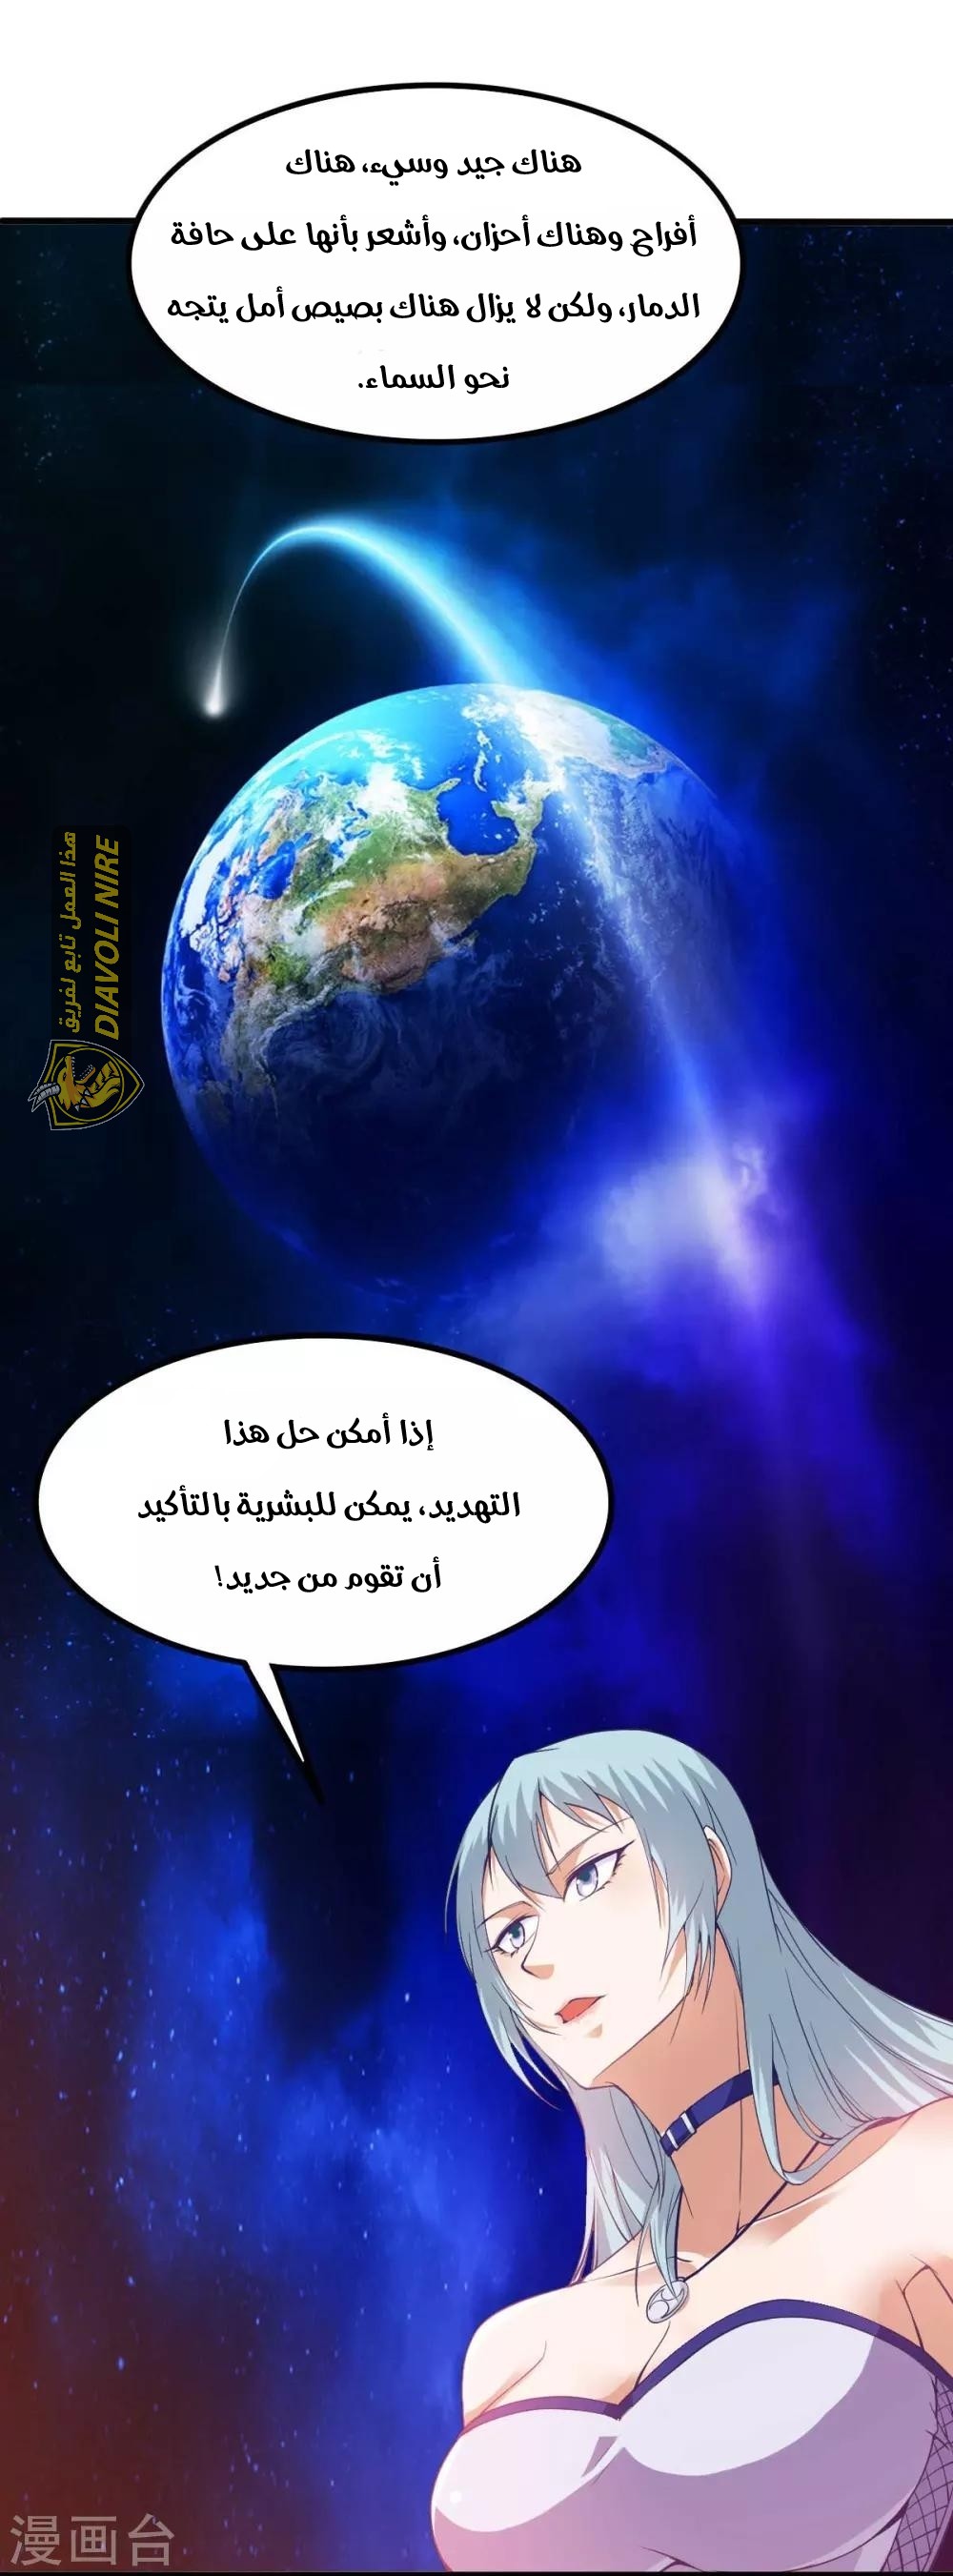 هناك جيد وسيء، هناك
أفراح وهناك أحزان، وأشعر بأنها على حافة
الدمار، ولكن لا يزال هناك بصيص أمل يتجه
نحو السماء.
هذا العمل تابع لفريق
DIAVOLI NIRE
إذا أمكن حل هذا
التهديد، يمكن للبشرية بالتأكيد
أن تقوم من جديد!
漫画台